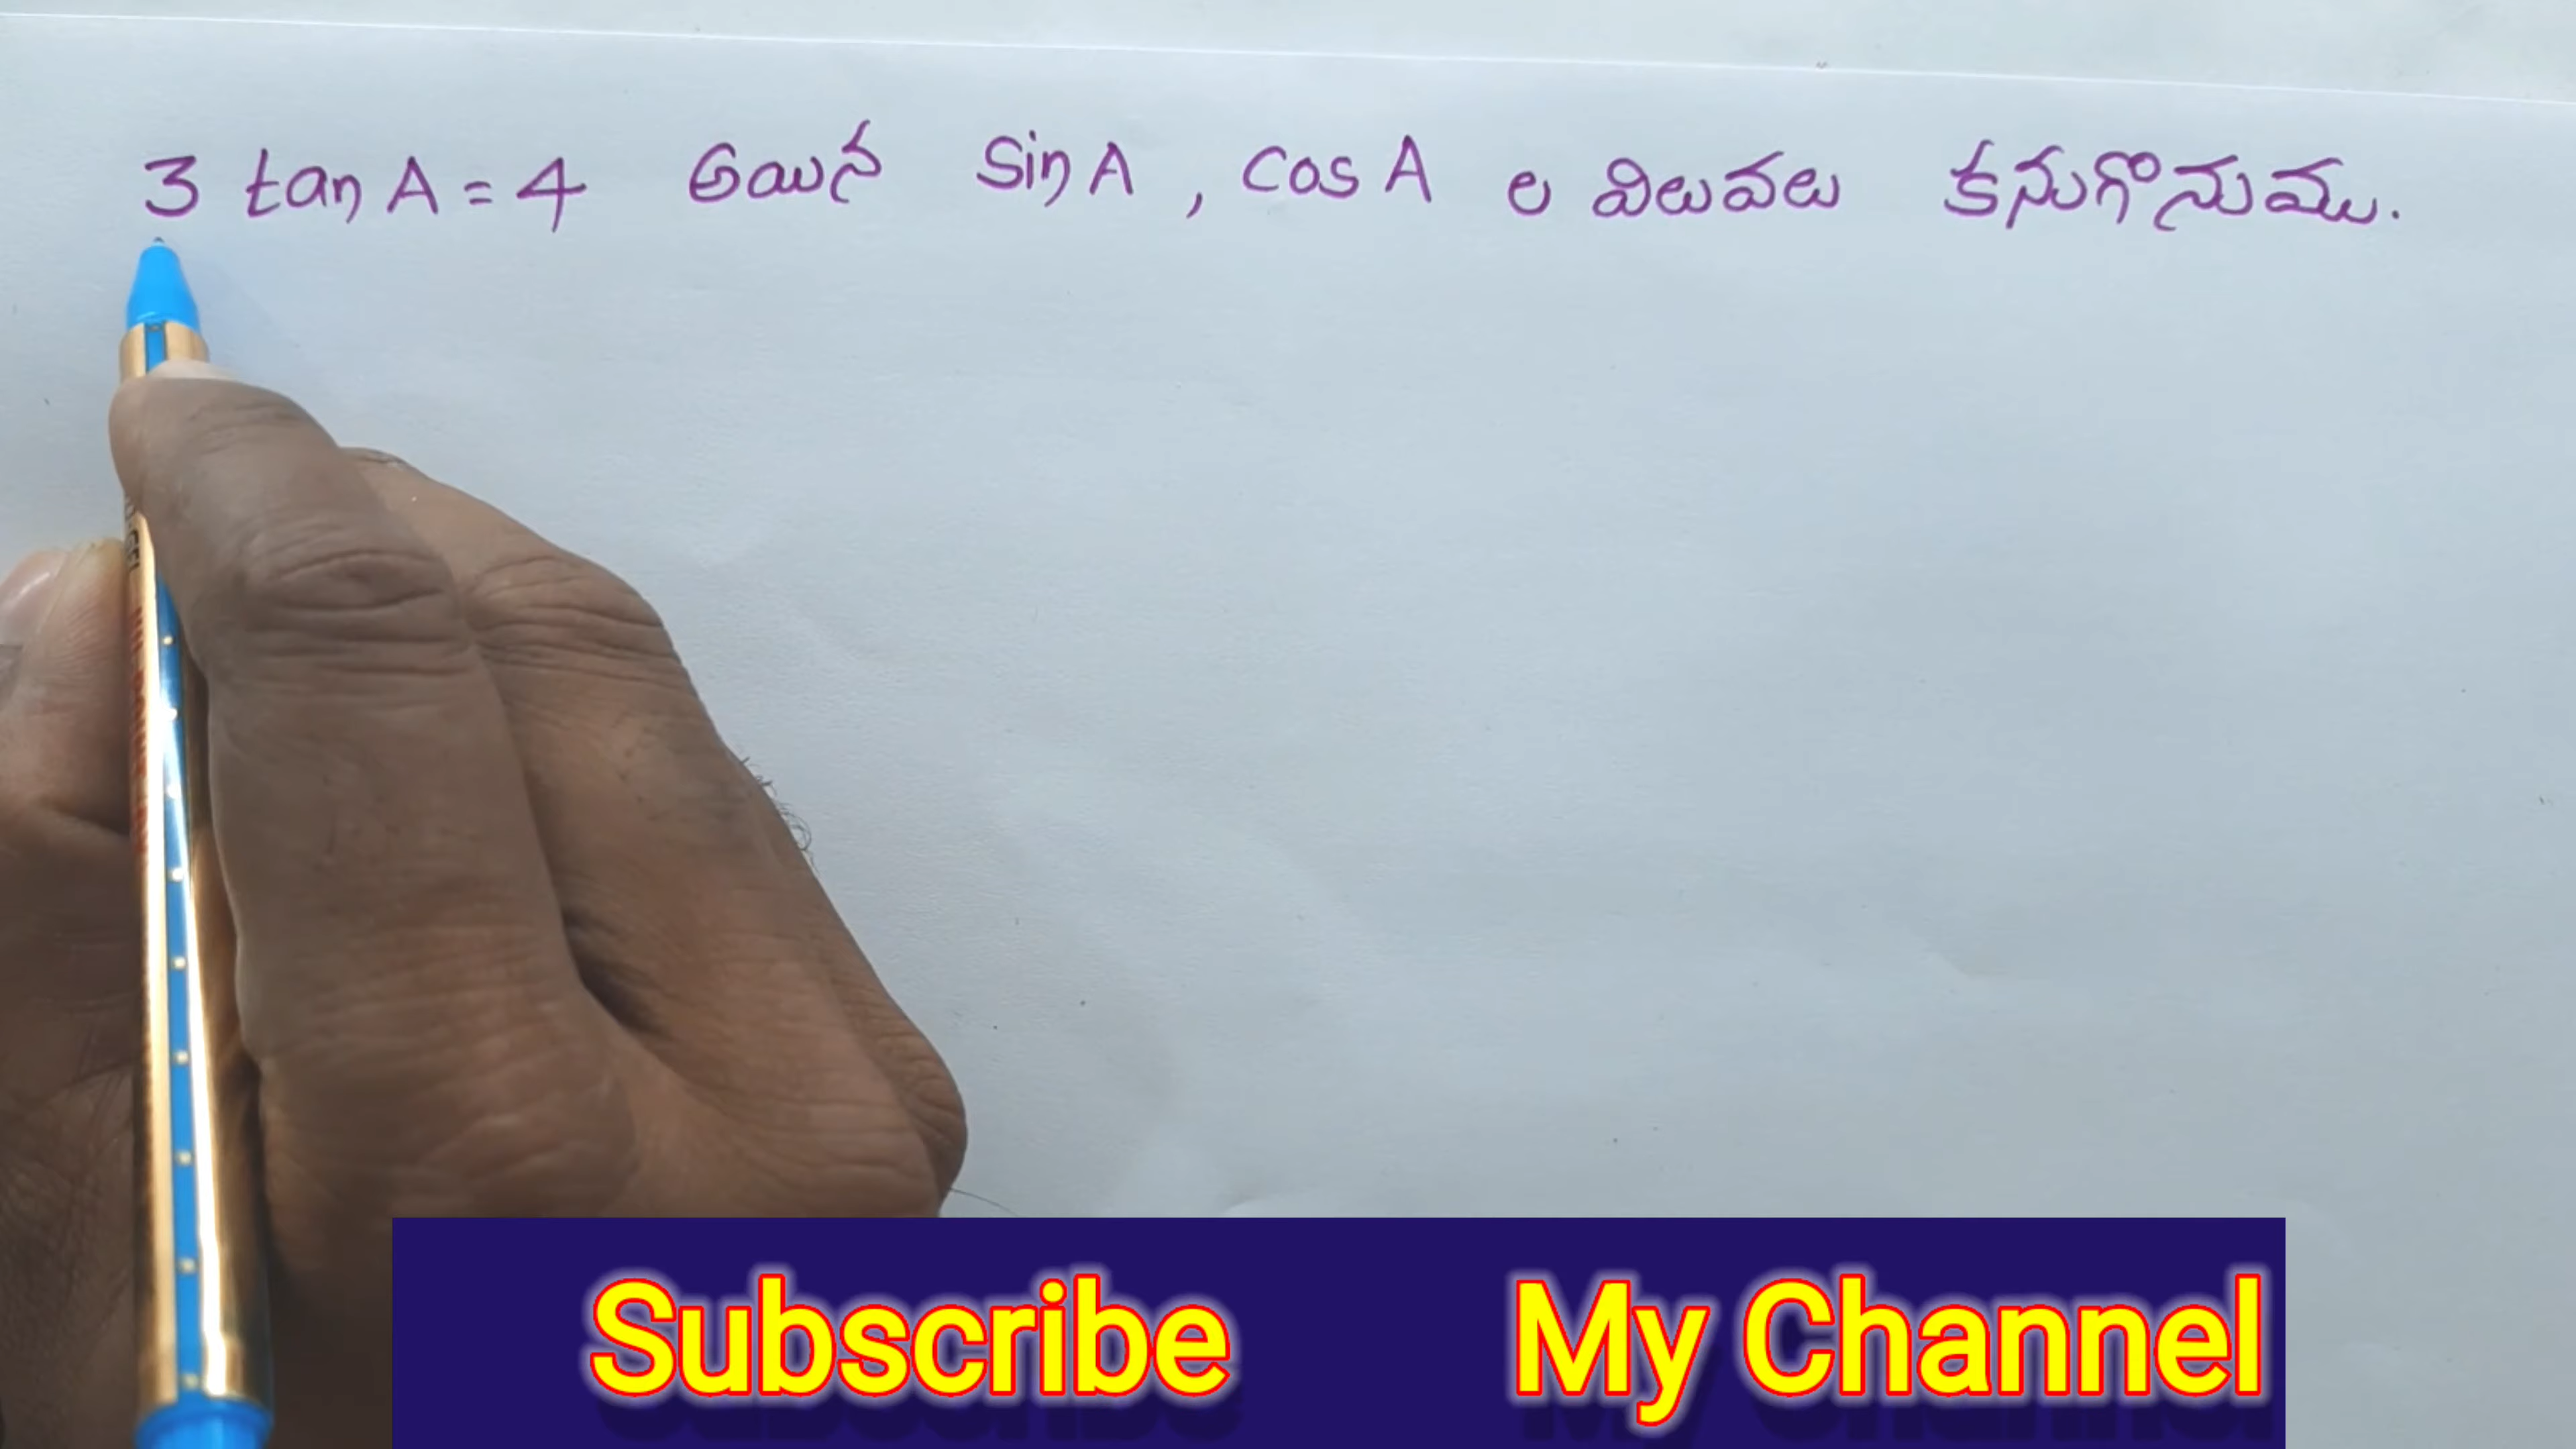 3 tan A = 4 అయిన sin A , cos A ల విలువలు కనుగొనుము.
Subscribe My Channel